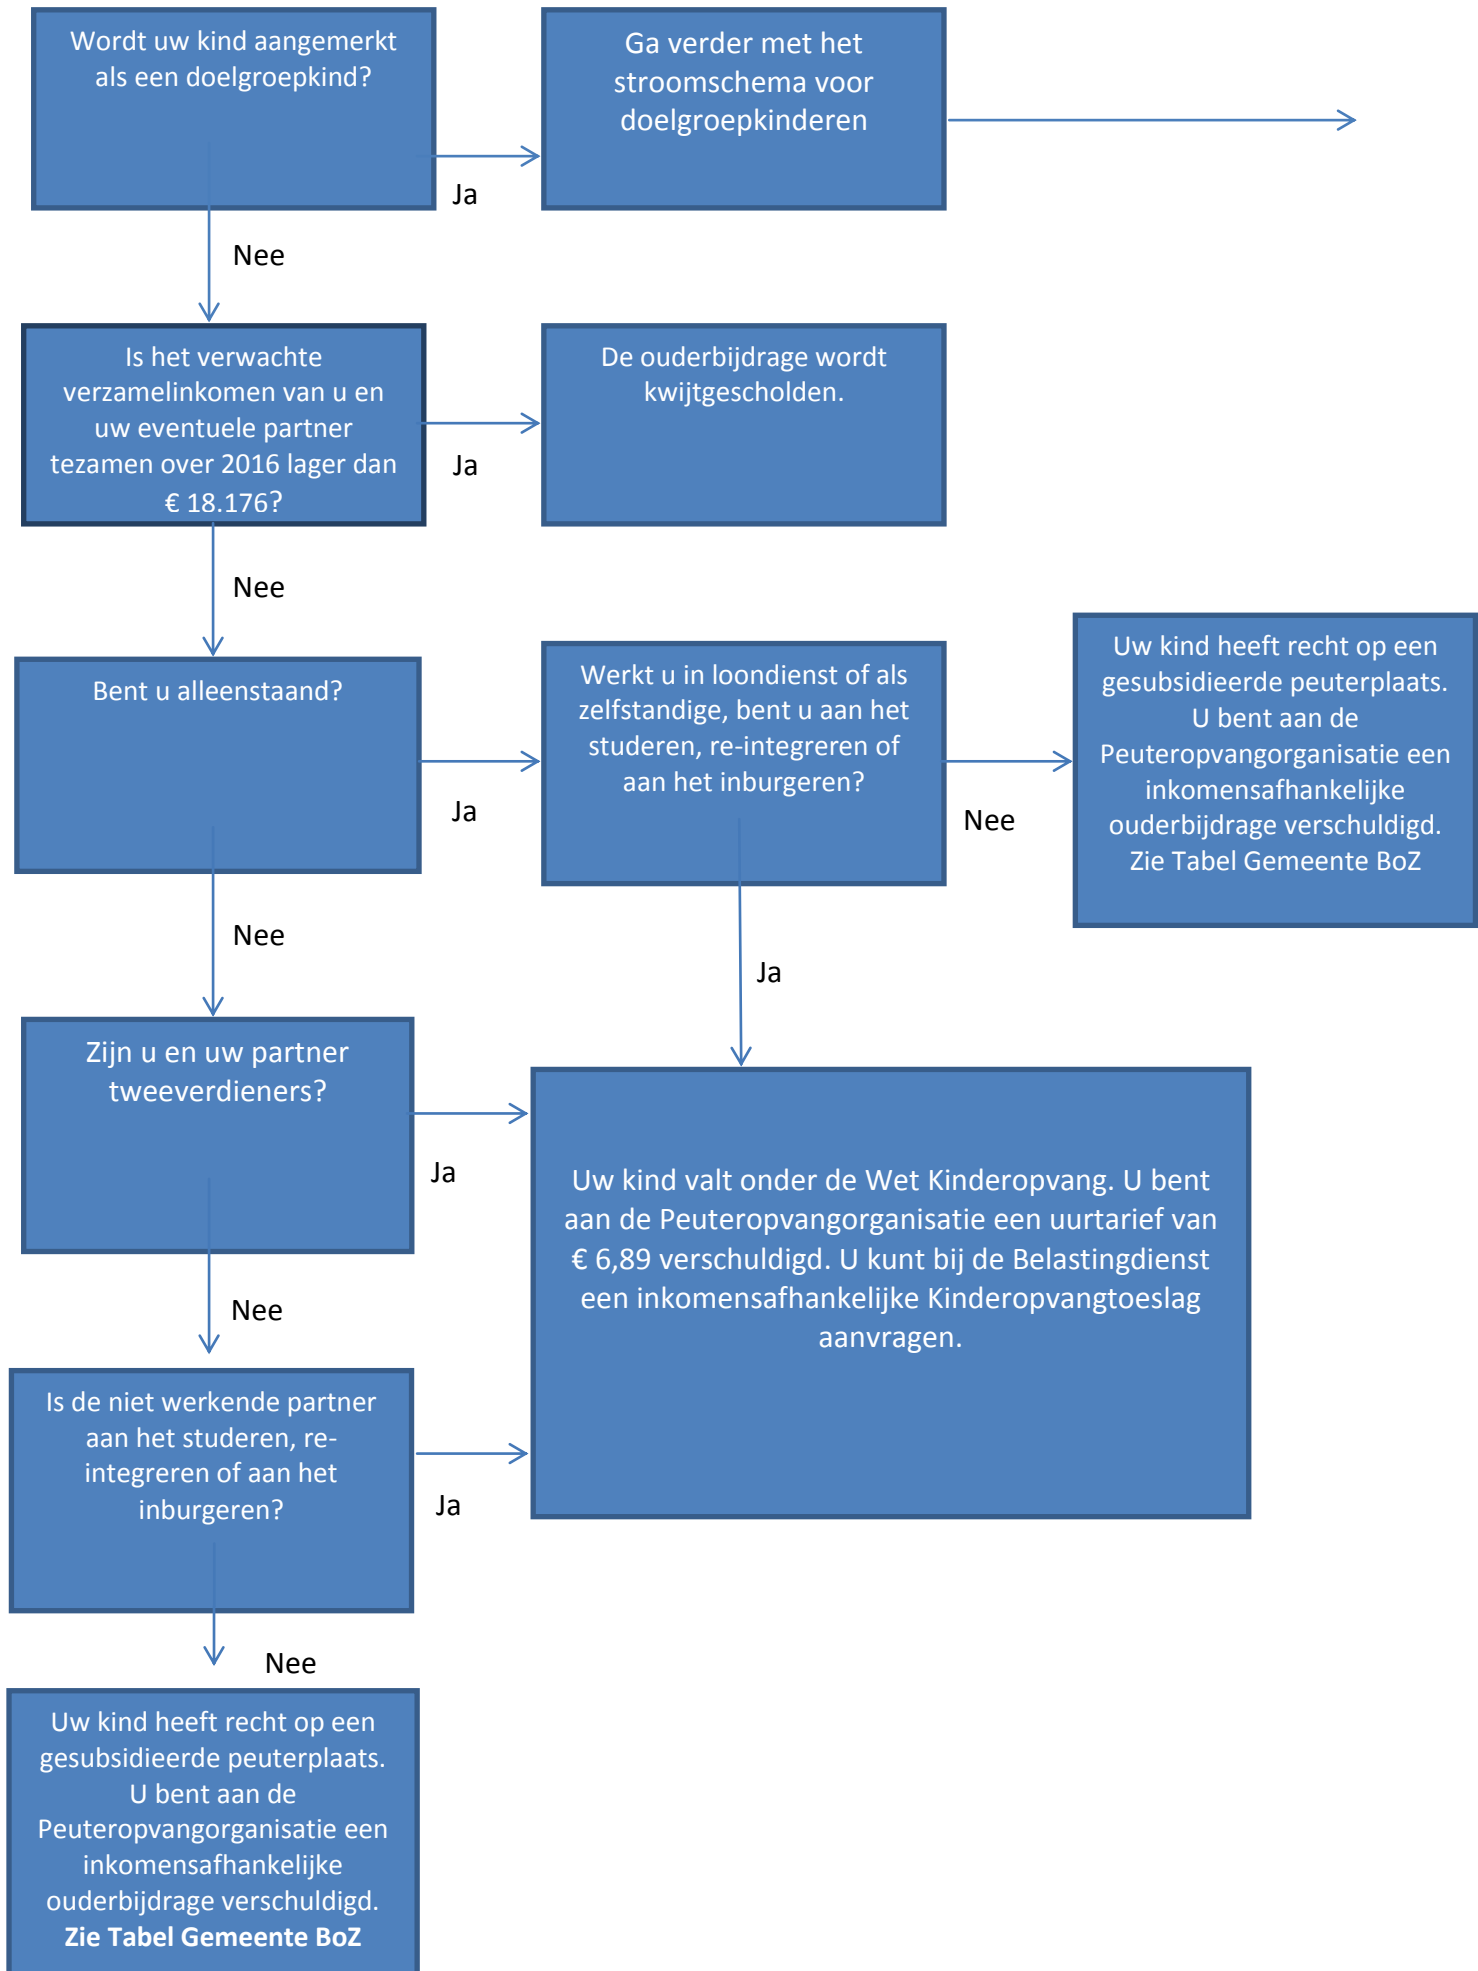 Wordt uw kind aangemerkt
als een doelgroepkind?
Ga verder met het
stroomschema voor
doelgroepkinderen
Ja
Nee
Is het verwachte
verzamelinkomen van u en
uw eventuele partner
tezamen over 2016 lager dan
€ 18.176?
De ouderbijdrage wordt
kwijtgescholden.
Ja
Nee
Bent u alleenstaand?
Werkt u in loondienst of als
zelfstandige, bent u aan het
studeren, re-integreren of
aan het inburgeren?
Uw kind heeft recht op een
gesubsidieerde peuterplaats.
U bent aan de
Peuteropvangorganisatie een
inkomensafhankelijke
ouderbijdrage verschuldigd.
Zie Tabel Gemeente BoZ
Ja
Nee
Nee
Ja
Zijn u en uw partner
tweeverdieners?
Ja
Uw kind valt onder de Wet Kinderopvang. U bent
aan de Peuteropvangorganisatie een uurtarief van
€ 6,89 verschuldigd. U kunt bij de Belastingdienst
een inkomensafhankelijke Kinderopvangtoeslag
aanvragen.
Nee
Is de niet werkende partner
aan het studeren, re-
integreren of aan het
inburgeren?
Ja
Nee
Uw kind heeft recht op een
gesubsidieerde peuterplaats.
U bent aan de
Peuteropvangorganisatie een
inkomensafhankelijke
ouderbijdrage verschuldigd.
Zie Tabel Gemeente BoZ